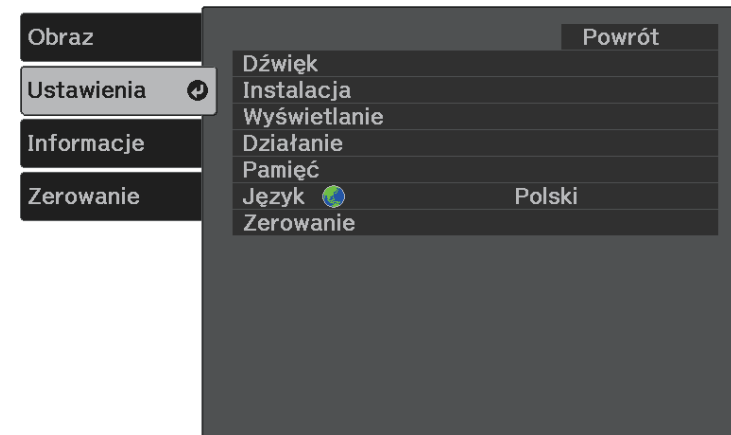 Obraz
Ustawienia
Informacje
Zerowanie
Powrót
Dźwięk
Instalacja
Wyświetlanie
Działanie
Pamięć
Język Polski
Zerowanie